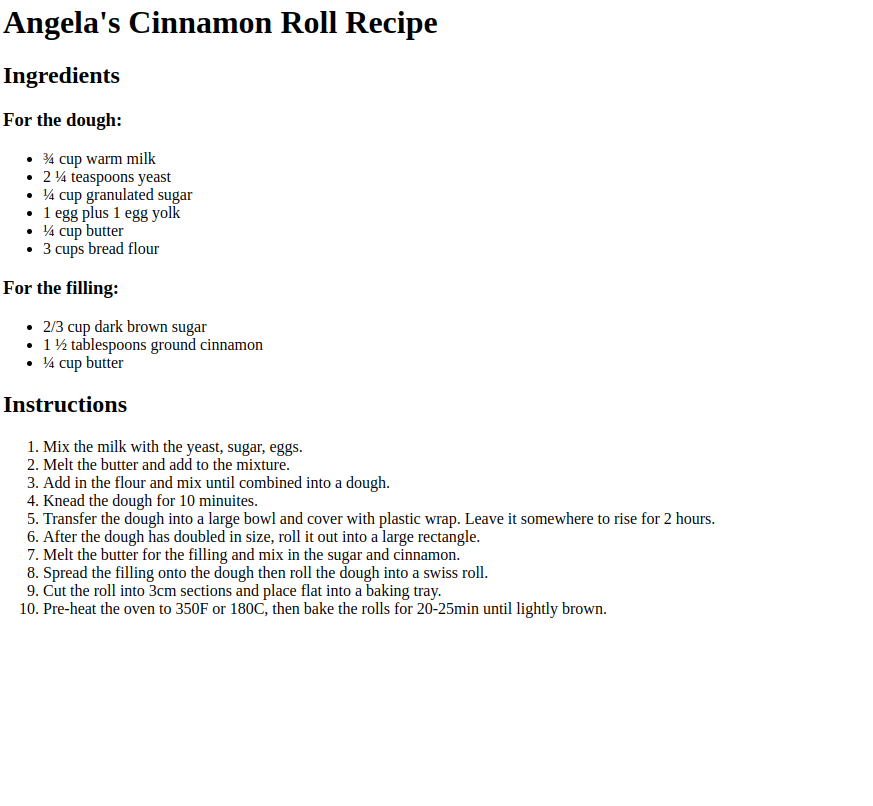 Angela's Cinnamon Roll Recipe
Ingredients
For the dough:
• ¾ cup warm milk
• 2 ¼ teaspoons yeast
• ¼ cup granulated sugar
• 1 egg plus 1 egg yolk
• ¼ cup butter
• 3 cups bread flour
For the filling:
• 2/3 cup dark brown sugar
• 1 ½ tablespoons ground cinnamon
• ¼ cup butter
Instructions
1. Mix the milk with the yeast, sugar, eggs.
2. Melt the butter and add to the mixture.
3. Add in the flour and mix until combined into a dough.
4. Knead the dough for 10 minuites.
5. Transfer the dough into a large bowl and cover with plastic wrap. Leave it somewhere to rise for 2 hours.
6. After the dough has doubled in size, roll it out into a large rectangle.
7. Melt the butter for the filling and mix in the sugar and cinnamon.
8. Spread the filling onto the dough then roll the dough into a swiss roll.
9. Cut the roll into 3cm sections and place flat into a baking tray.
10. Pre-heat the oven to 350F or 180C, then bake the rolls for 20-25min until lightly brown.